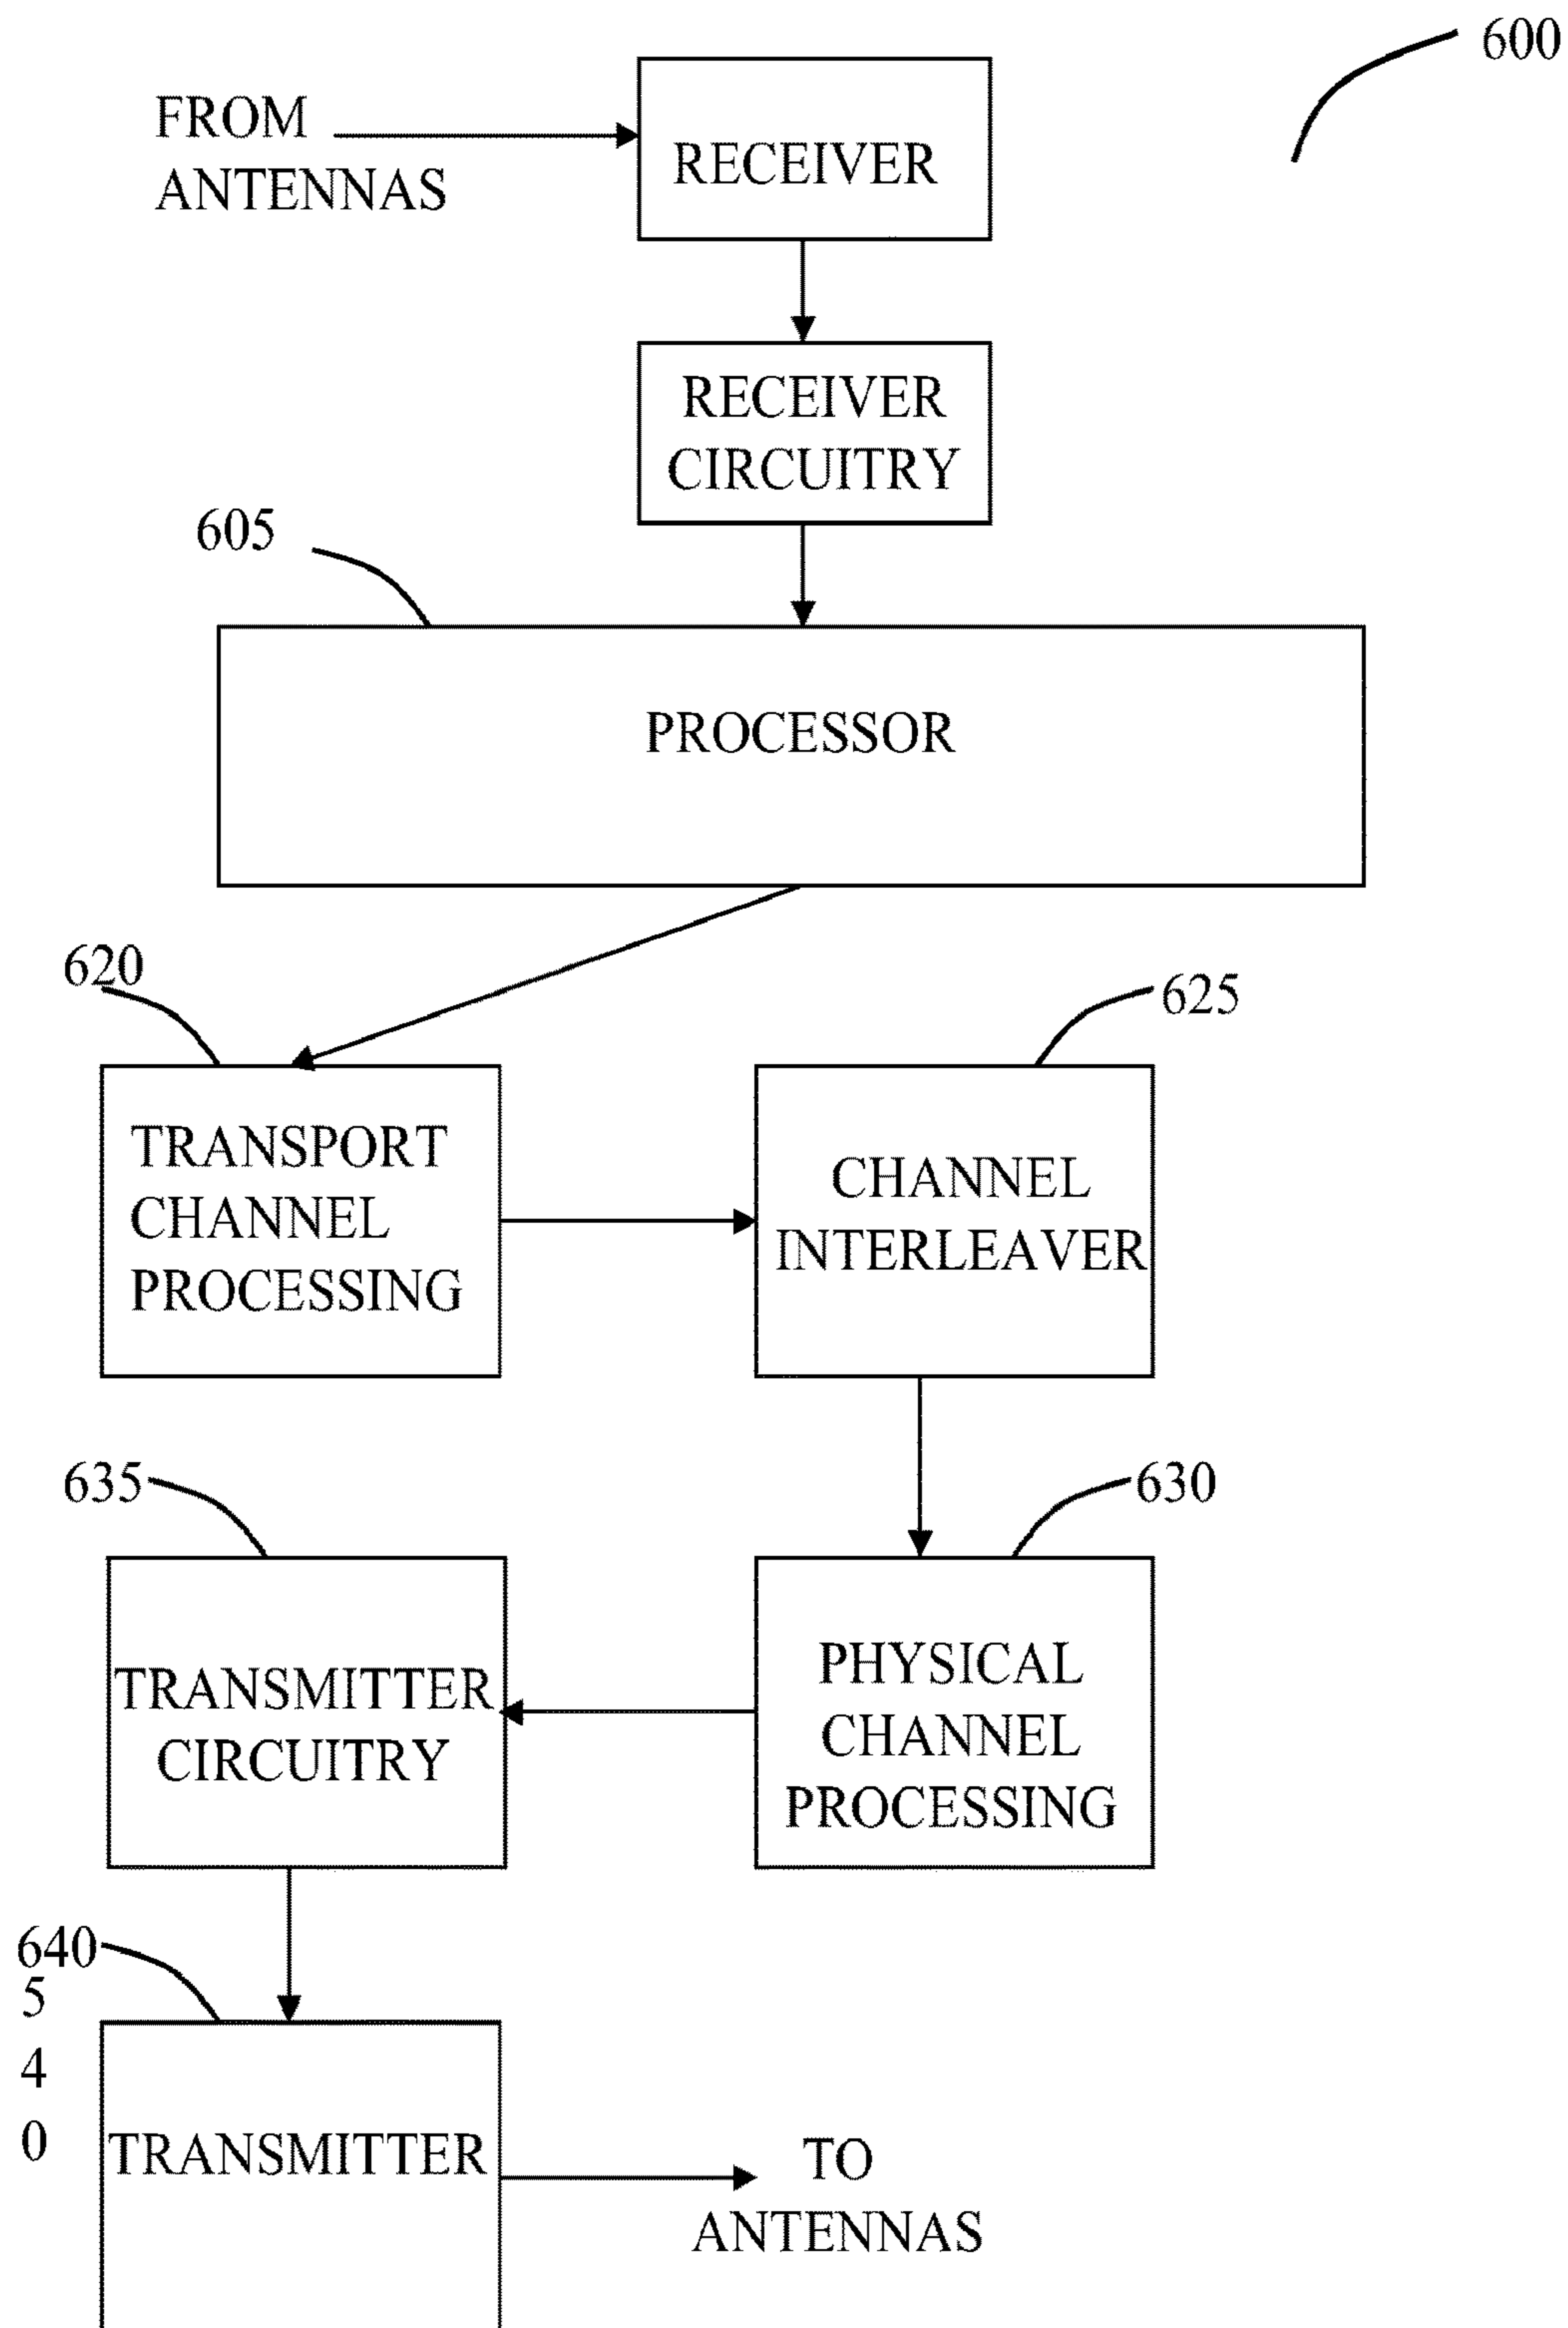 600
FROM
ANTENNAS
RECEIVER
RECEIVER
CIRCUITRY
605
PROCESSOR
620
625
TRANSPORT
CHANNEL
PROCESSING
CHANNEL
INTERLEAVER
635
630
TRANSMITTER
CIRCUITRY
PHYSICAL
CHANNEL
PROCESSING
640
5
4
0
TRANSMITTER
TO
ANTENNAS